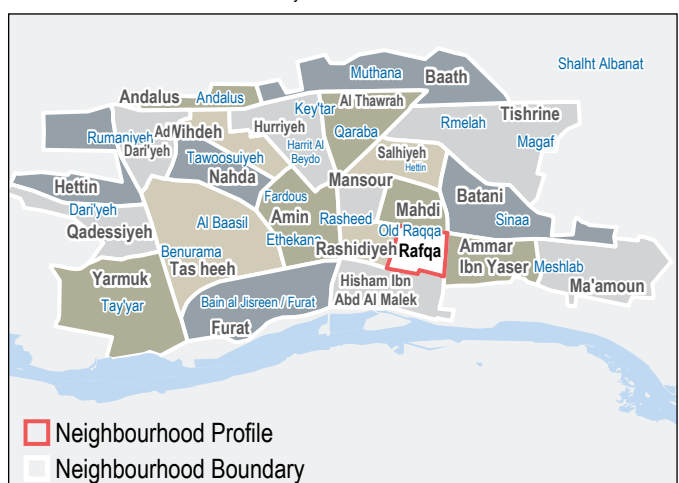 Shalht Albanat
Muthana
Baath
Andalus
Andalus
Key'tar
Al Thawrah
Tishrine
Rmelah
Rumaniyeh
Ad
Wihdeh
Hurriyeh
Qaraba
Magaf
Dari'yeh
Harrit Al
Beydo
Salhiyeh
Tawoosuiyeh
Hettin
Nahda
Mansour
Hettin
Fardous
Batani
Dari'yeh
Mahdi
Al Baasil
Amin
Rasheed
Sinaa
Qadessiyeh
Old Raqqa
Ethekana
Benurama
Rashidiyeh
Rafqa
Ammar
Ibn Yaser
Tas heeh
Meshlab
Yarmuk
Hisham Ibn
Abd Al Malek
Ma'amoun
Tay'yar
Bain al Jisreen / Furat
Furat
Neighbourhood Profile
Neighbourhood Boundary